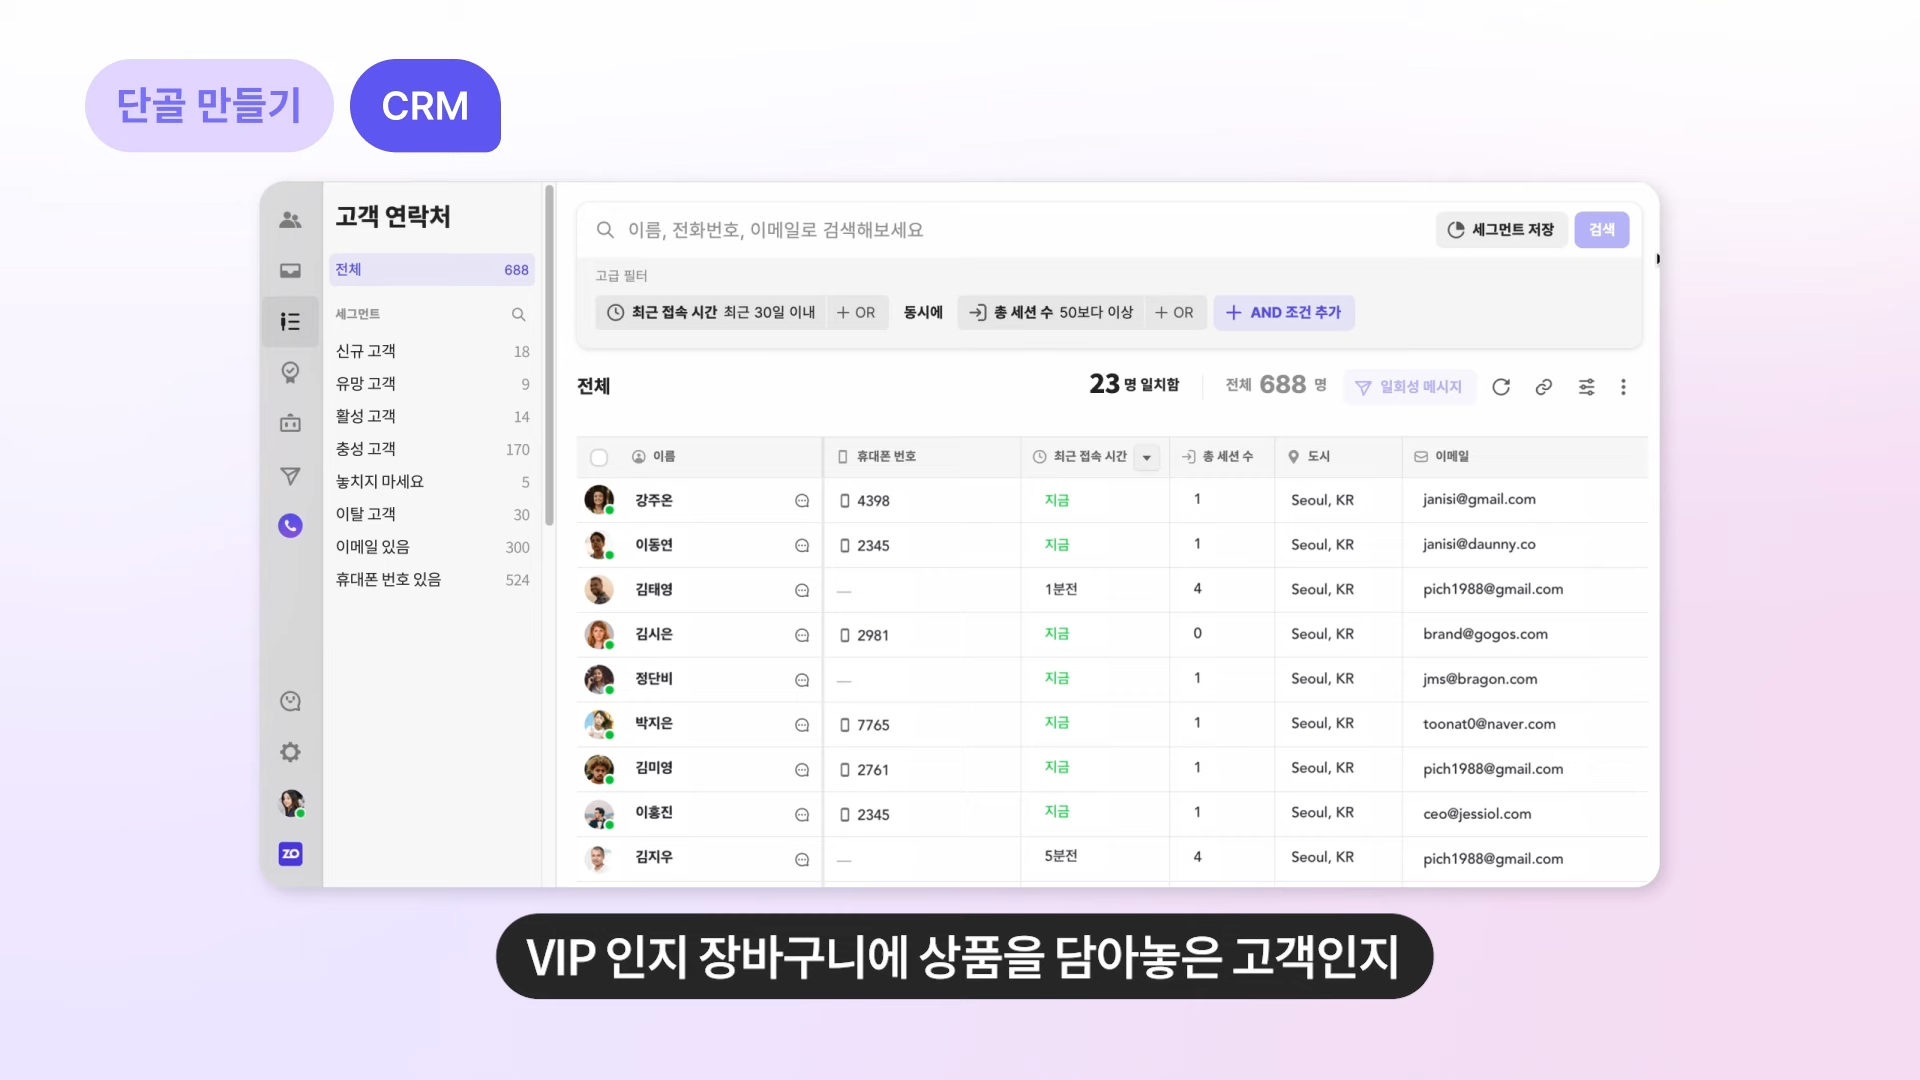 단골 만들기 CRM
고객 연락처
전체 688
세그먼트
신규 고객 18
유망 고객 9
활성 고객 14
충성 고객 170
놓치지 마세요 5
이탈 고객 30
이메일 있음 300
휴대폰 번호 있음 524
ZO
이름, 전화번호, 이메일로 검색해보세요 세그먼트 저장 검색
고급 필터
최근 접속 시간 최근 30일 이내 + OR 동시에 총 세션 수 50보다 이상 + OR + AND 조건 추가
전체 23 명 일치함 전체 688 명 일회성 메시지
이름 휴대폰 번호 최근 접속 시간 총 세션 수 도시 이메일
강주온 4398 지금 1 Seoul, KR janisi@gmail.com
이동연 2345 지금 1 Seoul, KR janisi@daunny.co
김태영 — 1분전 4 Seoul, KR pich1988@gmail.com
김시은 2981 지금 0 Seoul, KR brand@gogos.com
정단비 — 지금 1 Seoul, KR jms@bragon.com
박지은 7765 지금 1 Seoul, KR toonat0@naver.com
김미영 2761 지금 1 Seoul, KR pich1988@gmail.com
이홍진 2345 지금 1 Seoul, KR ceo@jessiol.com
김지우 — 5분전 4 Seoul, KR pich1988@gmail.com
VIP 인지 장바구니에 상품을 담아놓은 고객인지